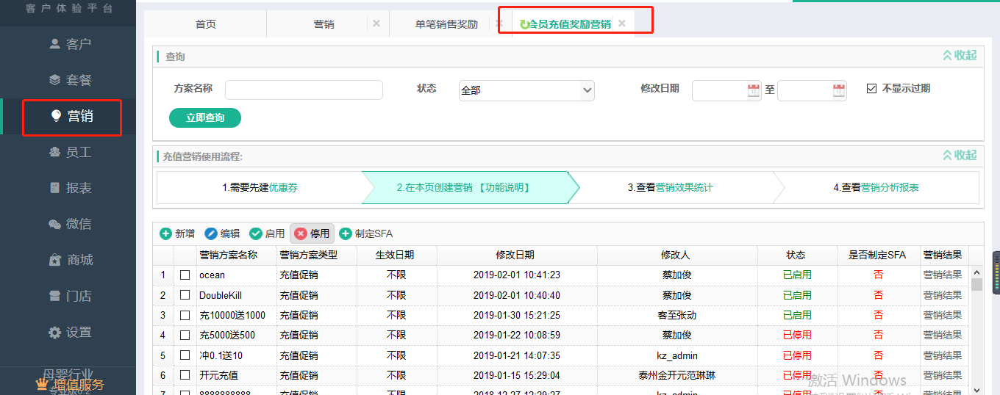 客户体验平台
客户
套餐
营销
员工
报表
微信
商城
门店
设置
母婴行业
增值服务
专业版6.2
首页 营销 单笔销售奖励 会员充值奖励营销
查询 收起
方案名称 状态 全部 修改日期 至 不显示过期
立即查询
充值营销使用流程: 收起
1.需要先建优惠券 2.在本页创建营销 【功能说明】 3.查看营销效果统计 4.查看营销分析报表
新增 编辑 启用 停用 制定SFA
营销方案名称 营销方案类型 生效日期 修改日期 修改人 状态 是否制定SFA 营销结果
1 ocean 充值促销 不限 2019-02-01 10:41:23 蔡加俊 已启用 否 营销结果
2 DoubleKill 充值促销 不限 2019-02-01 10:40:40 蔡加俊 已启用 否 营销结果
3 充10000送1000 充值促销 不限 2019-01-30 15:21:25 客至张动 已启用 否 营销结果
4 充5000送500 充值促销 不限 2019-01-22 10:08:59 蔡加俊 已停用 否 营销结果
5 冲0.1送10 充值促销 不限 2019-01-21 14:07:35 kz_admin 已停用 否 营销结果
6 开元充值 充值促销 不限 2019-01-15 15:29:04 泰州金开元范琳琳 已停用 否 营销结果
7 8888888888 充值促销 不限 2018-12-27 12:29:27 kz_admin 已停用 否 营销结果
激活 Windows